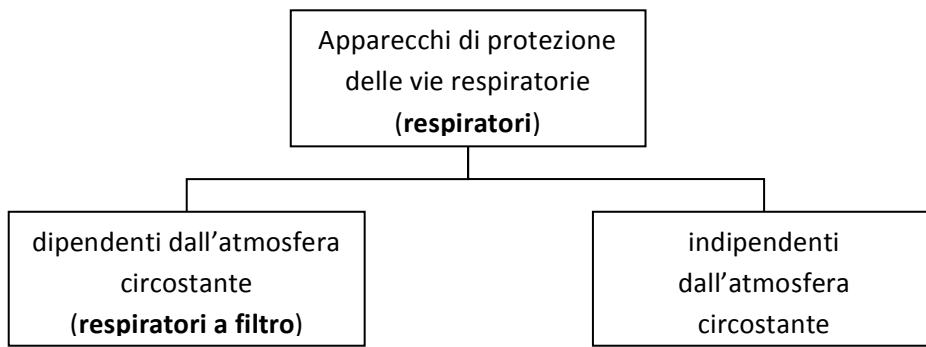 Apparecchi di protezione
delle vie respiratorie
(respiratori)
dipendenti dall’atmosfera
circostante
(respiratori a filtro)
indipendenti
dall’atmosfera
circostante